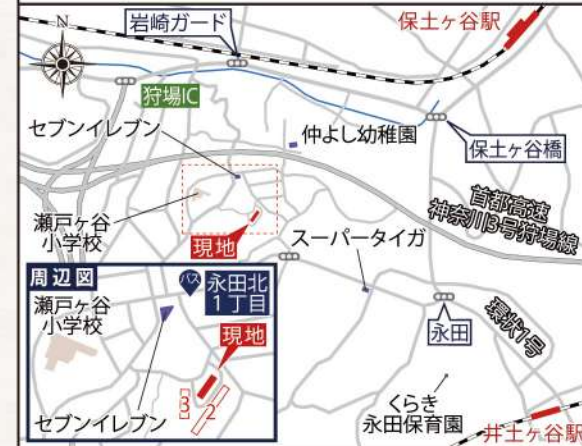 岩崎ガード
保土ヶ谷駅
N
狩場IC
セブンイレブン
仲よし幼稚園
保土ヶ谷橋
首都高速
神奈川3号狩場線
瀬戸ヶ谷
小学校
現地
スーパータイガ
周辺図
バス
永田北
1丁目
瀬戸ヶ谷
小学校
現地
永田
環状1号
3
2
セブンイレブン
くらき
永田保育園
井土ヶ谷駅